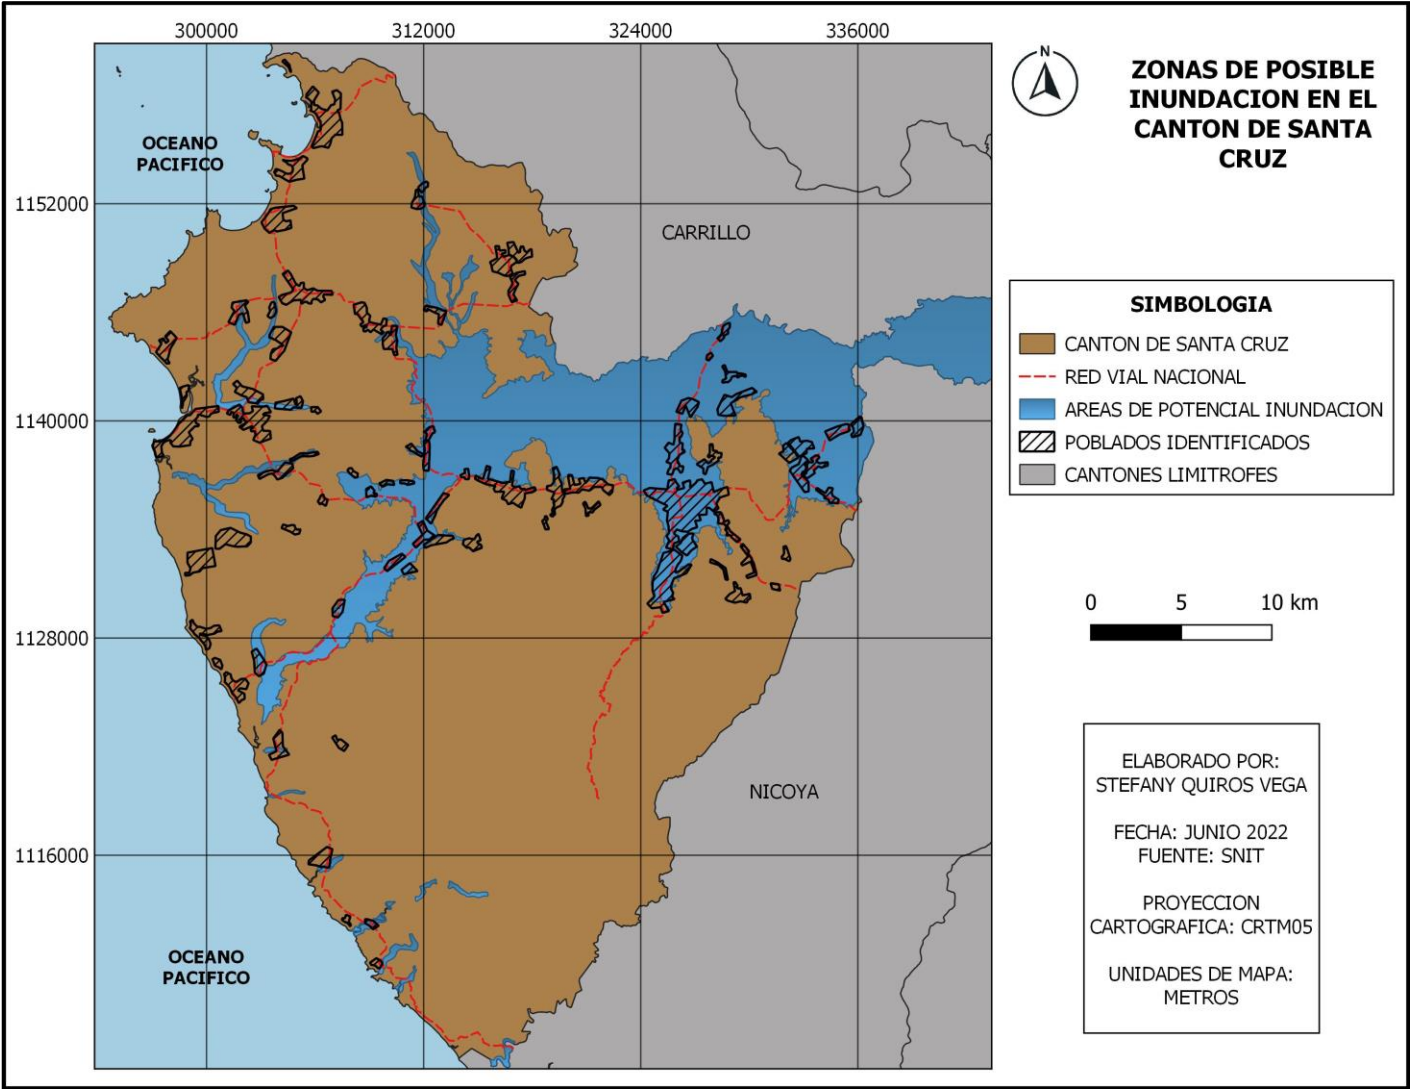 300000
312000
324000
336000
1152000
1140000
1128000
1116000
OCEANO
PACIFICO
CARRILLO
NICOYA
OCEANO
PACIFICO
N
ZONAS DE POSIBLE
INUNDACION EN EL
CANTON DE SANTA
CRUZ
SIMBOLOGIA
CANTON DE SANTA CRUZ
RED VIAL NACIONAL
AREAS DE POTENCIAL INUNDACION
POBLADOS IDENTIFICADOS
CANTONES LIMITROFES
0 5 10 km
ELABORADO POR:
STEFANY QUIROS VEGA
FECHA: JUNIO 2022
FUENTE: SNIT
PROYECCION
CARTOGRAFICA: CRTM05
UNIDADES DE MAPA:
METROS